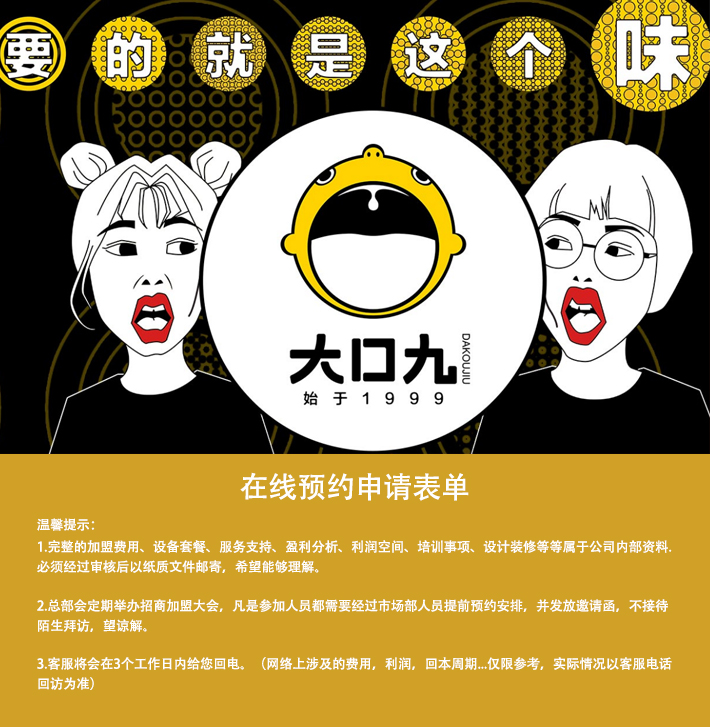 要的就是这个味
大口九
DAKOUJIU
始于1999
在线预约申请表单
温馨提示:
1.完整的加盟费用、设备套餐、服务支持、盈利分析、利润空间、培训事项、设计装修等等属于公司内部资料.
必须经过审核后以纸质文件邮寄，希望能够理解。
2.总部会定期举办招商加盟大会，凡是参加人员都需要经过市场部人员提前预约安排，并发放邀请函，不接待
陌生拜访，望谅解。
3.客服将会在3个工作日内给您回电。（网络上涉及的费用，利润，回本周期...仅限参考，实际情况以客服电话
回访为准）